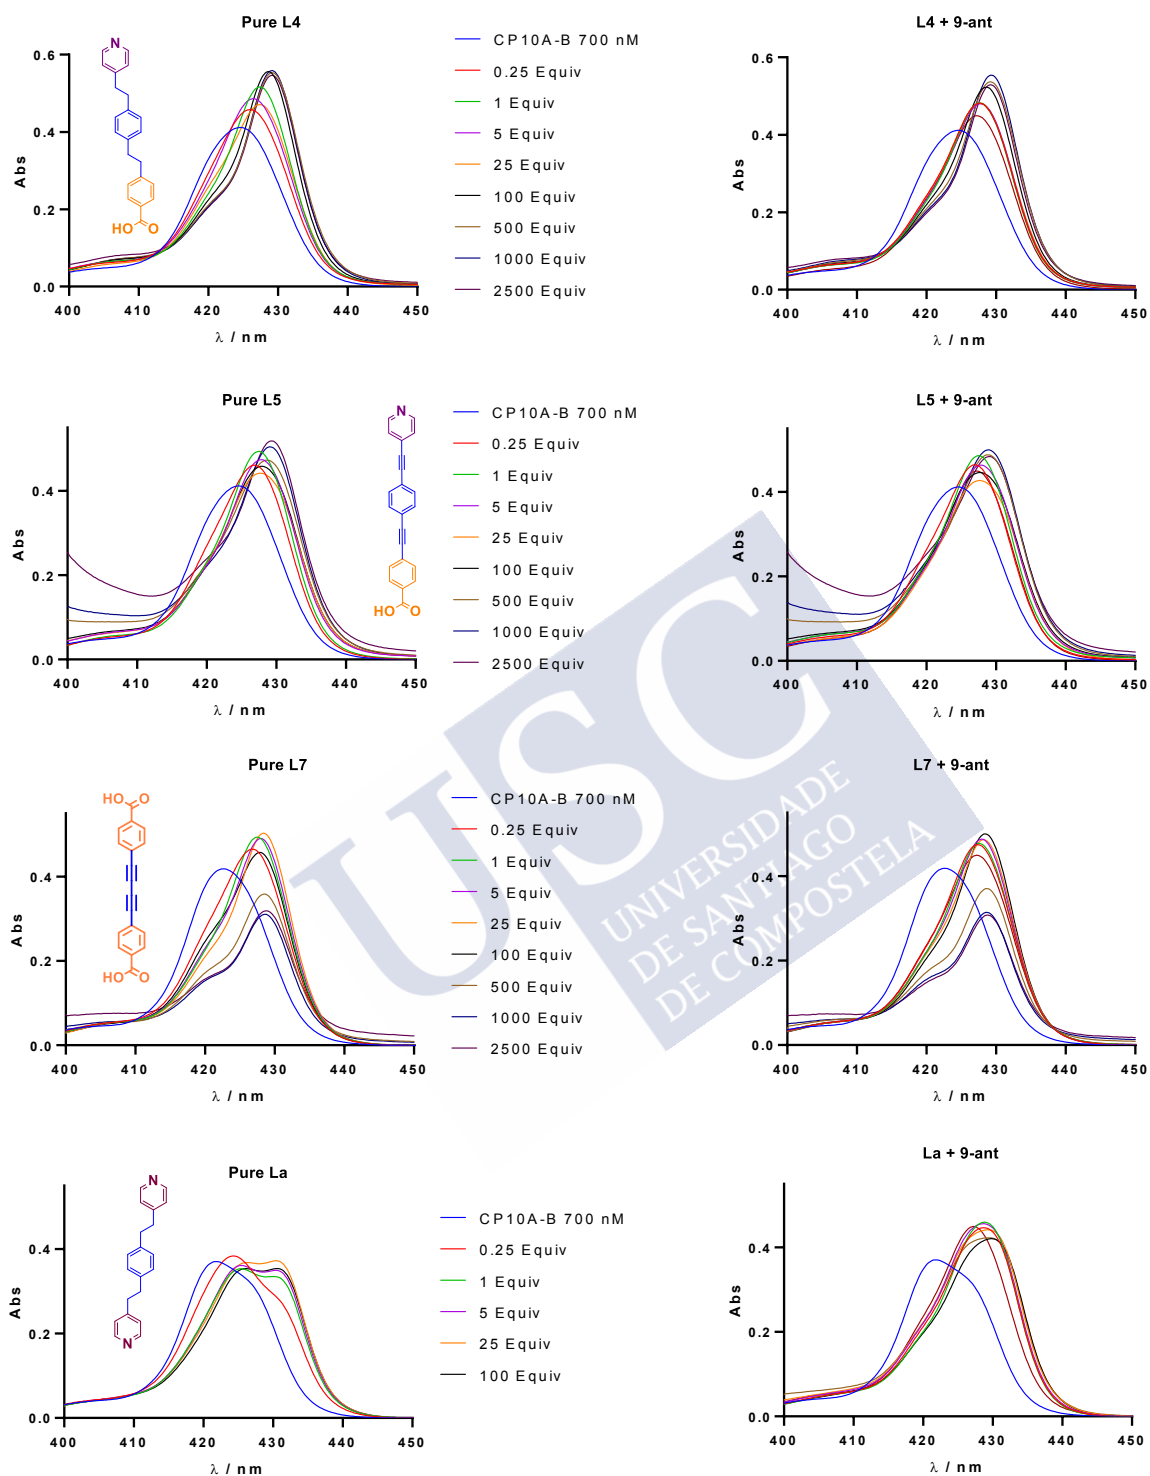 Pure L4
L4 + 9-ant
0.6
0.4
0.2
0.0
Abs
400 410 420 430 440 450
λ / nm
N
HO O
CP10A-B 700 nM
0.25 Equiv
1 Equiv
5 Equiv
25 Equiv
100 Equiv
500 Equiv
1000 Equiv
2500 Equiv
0.6
0.4
0.2
0.0
Abs
400 410 420 430 440 450
λ / nm
Pure L5
L5 + 9-ant
0.4
0.2
0.0
Abs
400 410 420 430 440 450
λ / nm
N
HO O
CP10A-B 700 nM
0.25 Equiv
1 Equiv
5 Equiv
25 Equiv
100 Equiv
500 Equiv
1000 Equiv
2500 Equiv
0.4
0.2
0.0
Abs
400 410 420 430 440 450
λ / nm
Pure L7
L7 + 9-ant
HO O
HO O
0.4
0.2
0.0
Abs
400 410 420 430 440 450
λ / nm
CP10A-B 700 nM
0.25 Equiv
1 Equiv
5 Equiv
25 Equiv
100 Equiv
500 Equiv
1000 Equiv
2500 Equiv
0.4
0.2
0.0
Abs
400 410 420 430 440 450
λ / nm
USC
UNIVERSIDADE
DE SANTIAGO
DE COMPOSTELA
Pure La
La + 9-ant
N
N
0.4
0.2
0.0
Abs
400 410 420 430 440 450
λ / nm
CP10A-B 700 nM
0.25 Equiv
1 Equiv
5 Equiv
25 Equiv
100 Equiv
0.4
0.2
0.0
Abs
400 410 420 430 440 450
λ / nm